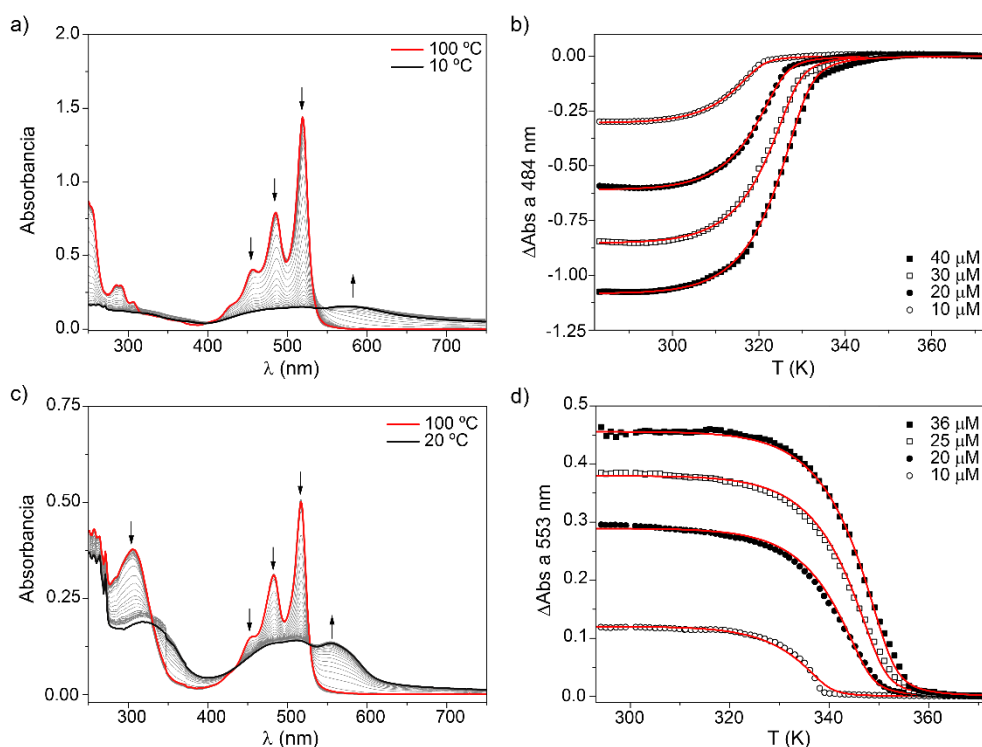 a)
2.0
1.5
1.0
0.5
0.0
Absorbancia
100 ºC
10 ºC
300
400
500
600
700
λ (nm)
b)
0.00
-0.25
-0.50
-0.75
-1.00
-1.25
ΔAbs a 484 nm
40 μM
30 μM
20 μM
10 μM
300
320
340
360
T (K)
c)
0.75
0.50
0.25
0.00
Absorbancia
100 ºC
20 ºC
300
400
500
600
700
λ (nm)
d)
0.5
0.4
0.3
0.2
0.1
0.0
ΔAbs a 553 nm
36 μM
25 μM
20 μM
10 μM
300
320
340
360
T (K)